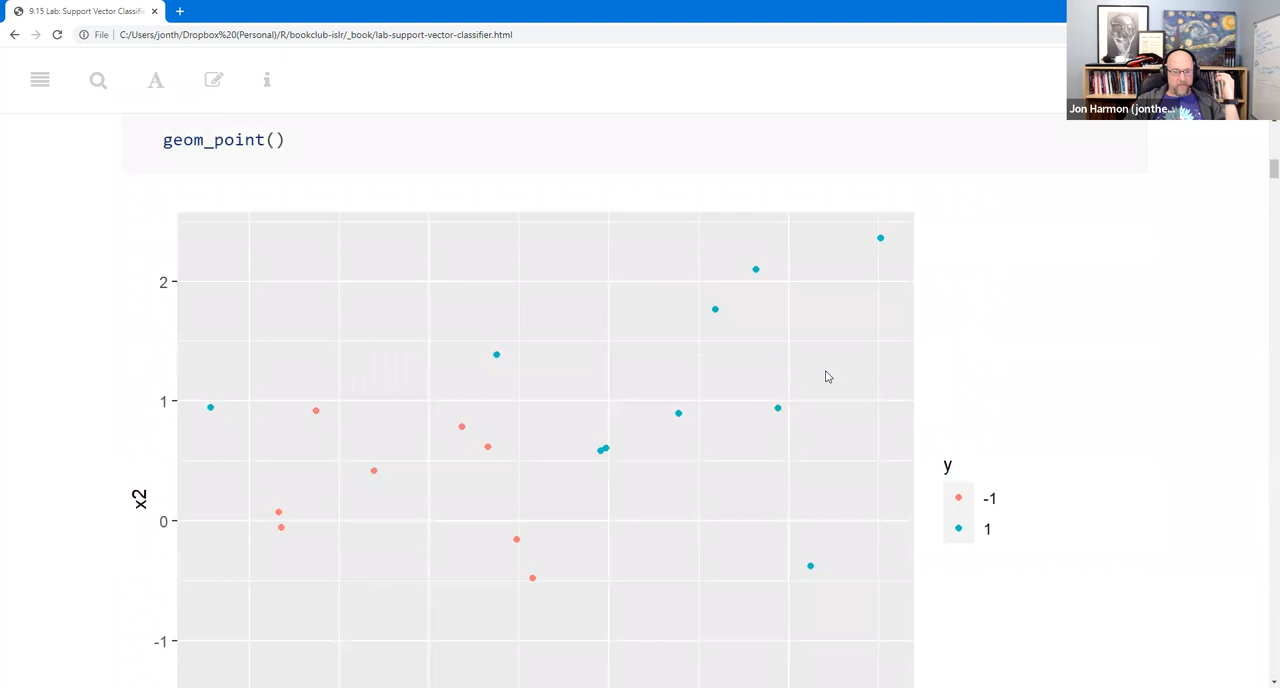 9.15 Lab: Support Vector Classifi
File
C:/Users/jonth/Dropbox%20(Personal)/R/bookclub-islr/_book/lab-support-vector-classifier.html
Jon Harmon (jonthe...
geom_point()
2
1
0
-1
x2
y
-1
1